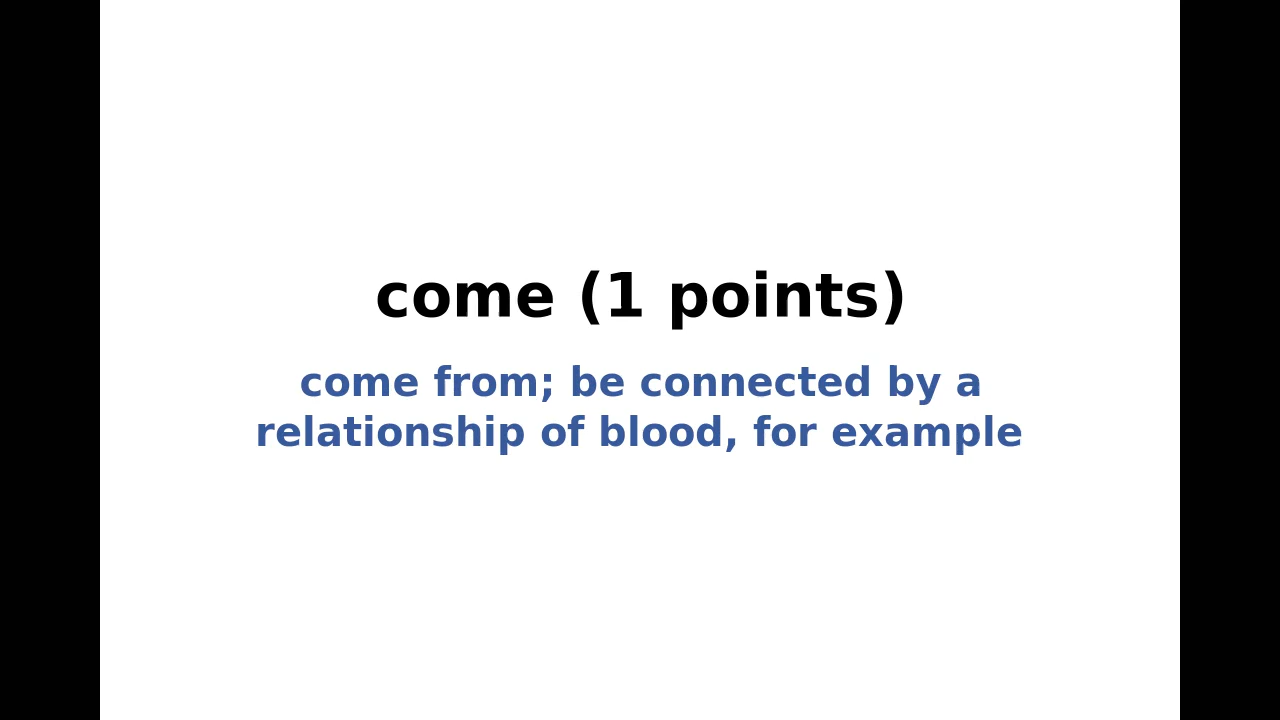 come (1 points)
come from; be connected by a
relationship of blood, for example